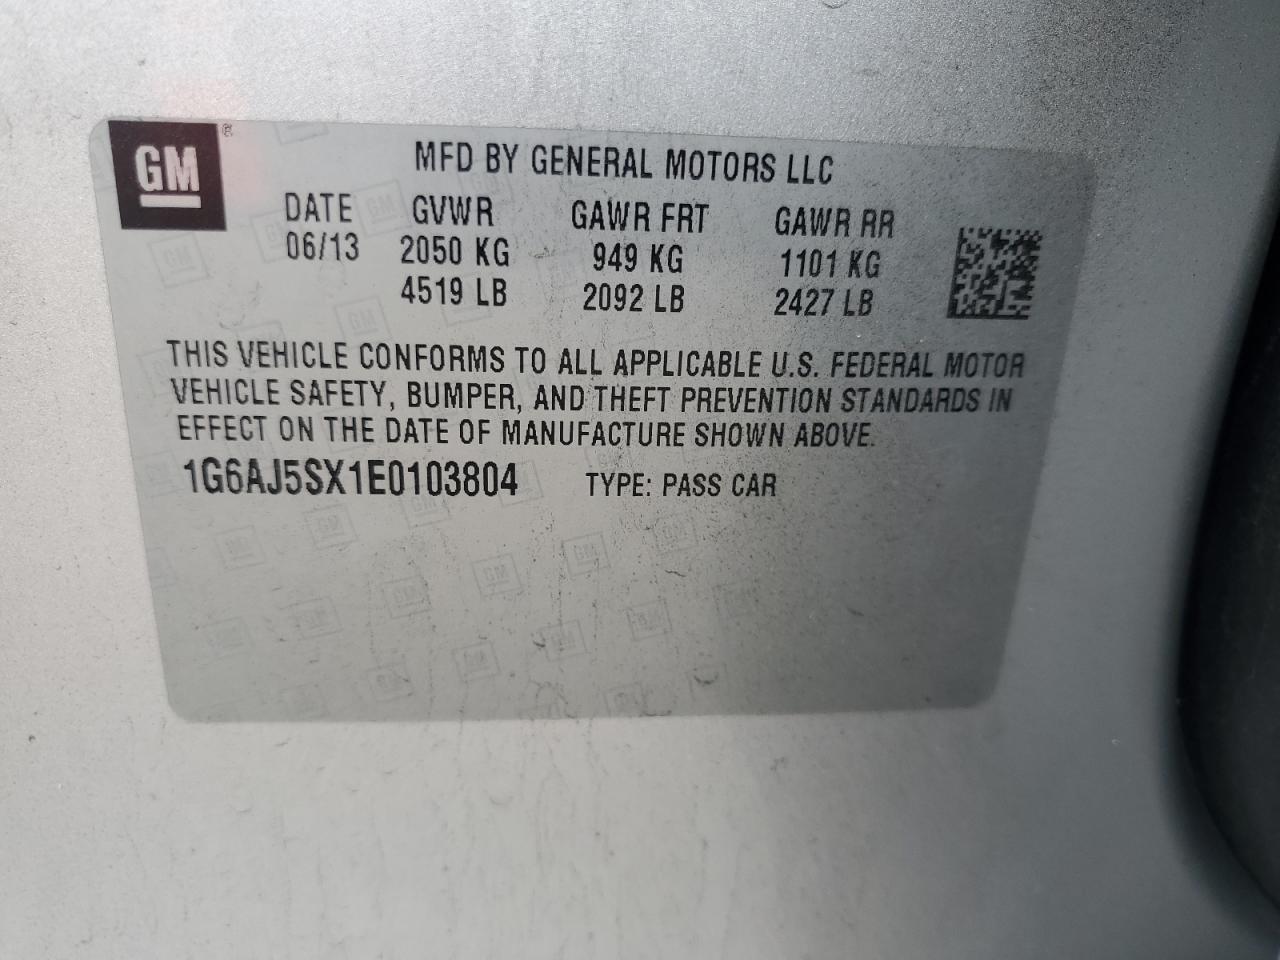 GM ®
MFD BY GENERAL MOTORS LLC
DATE GVWR GAWR FRT GAWR RR
06/13 2050 KG 949 KG 1101 KG
4519 LB 2092 LB 2427 LB
THIS VEHICLE CONFORMS TO ALL APPLICABLE U.S. FEDERAL MOTOR
VEHICLE SAFETY, BUMPER, AND THEFT PREVENTION STANDARDS IN
EFFECT ON THE DATE OF MANUFACTURE SHOWN ABOVE.
1G6AJ5SX1E0103804 TYPE: PASS CAR